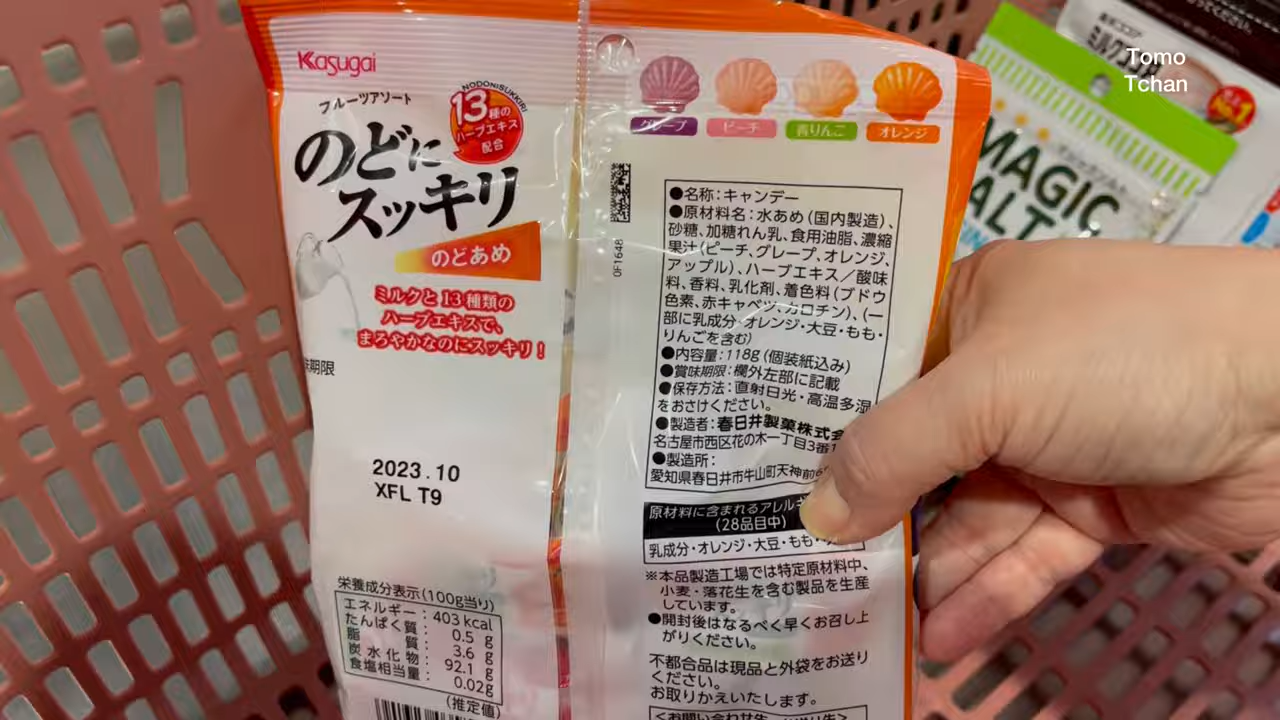 Kasugai
フルーツアソート
のどに
スッキリ
NODONISUKKIRI
13種の
ハーブエキス
配合
のどあめ
ミルクと13種類の
ハーブエキスで、
まろやかなのにスッキリ!
期限
2023.10
XFL T9
栄養成分表示(100g当り)
エネルギー: 403 kcal
たんぱく質: 0.5 g
脂質: 3.6 g
炭水化物: 92.1 g
食塩相当量: 0.02g
(推定値)
グレープ
ピーチ
青りんご
オレンジ
0F1648
●名称:キャンデー
●原材料名:水あめ(国内製造)、
砂糖、加糖れん乳、食用油脂、濃縮
果汁(ピーチ、グレープ、オレンジ、
アップル)、ハーブエキス/酸味
料、香料、乳化剤、着色料(ブドウ
色素、赤キャベツ、カロチン)、(一
部に乳成分・オレンジ・大豆・もも・
りんごを含む)
●内容量:118g(個装紙込み)
●賞味期限:欄外左部に記載
●保存方法:直射日光・高温多湿
をおさけください。
●製造者:春日井製菓株式会
名古屋市西区花の木一丁目3番
●製造所:
愛知県春日井市牛山町天神前
原材料に含まれるアレルギ
(28品目中)
乳成分・オレンジ・大豆・もも・
※本品製造工場では特定原材料中、
小麦・落花生を含む製品を生産
しています。
●開封後はなるべく早くお召し上
がりください。
不都合品は現品と外袋をお送り
ください。
お取りかえいたします。
Tomo
Tchan
ミルクココア
No.1
MAGIC
ALT